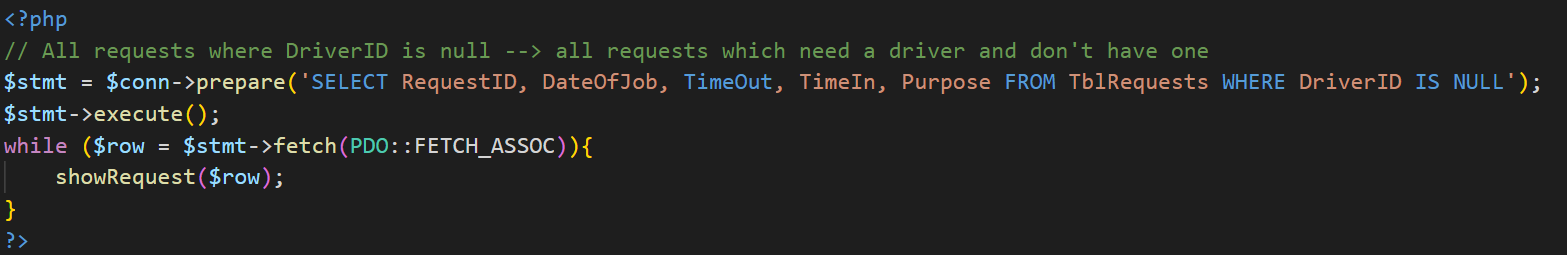 <?php
// All requests where DriverID is null --> all requests which need a driver and don't have one
$stmt = $conn->prepare('SELECT RequestID, DateOfJob, TimeOut, TimeIn, Purpose FROM TblRequests WHERE DriverID IS NULL');
$stmt->execute();
while ($row = $stmt->fetch(PDO::FETCH_ASSOC)){
    showRequest($row);
}
?>